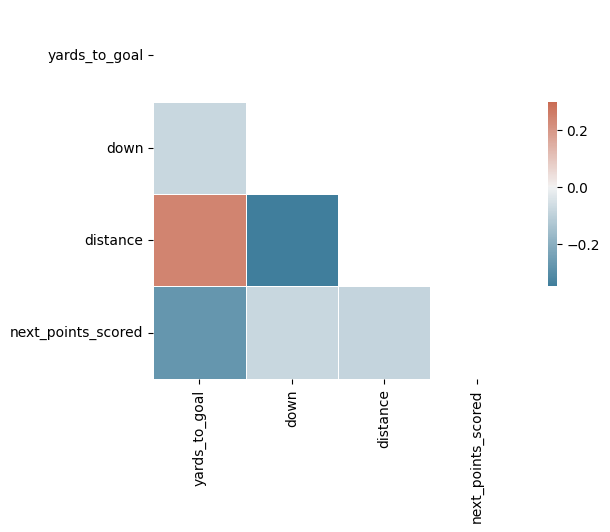 yards_to_goal
down
distance
next_points_scored
0.2
0.0
−0.2
yards_to_goal
down
distance
next_points_scored